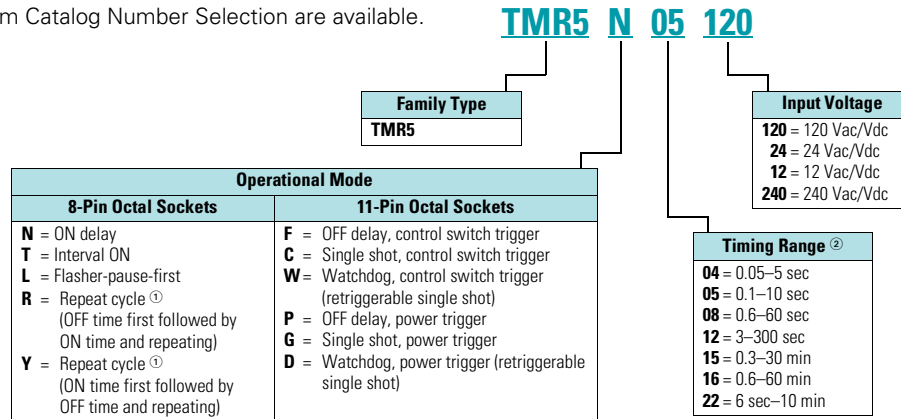 m Catalog Number Selection are available.
TMR5 N 05 120
Family Type
TMR5
Input Voltage
120 = 120 Vac/Vdc
24 = 24 Vac/Vdc
12 = 12 Vac/Vdc
240 = 240 Vac/Vdc
Operational Mode
8-Pin Octal Sockets
N = ON delay
T = Interval ON
L = Flasher-pause-first
R = Repeat cycle ①
(OFF time first followed by
ON time and repeating)
Y = Repeat cycle ①
(ON time first followed by
OFF time and repeating)
11-Pin Octal Sockets
F = OFF delay, control switch trigger
C = Single shot, control switch trigger
W = Watchdog, control switch trigger
(retriggerable single shot)
P = OFF delay, power trigger
G = Single shot, power trigger
D = Watchdog, power trigger (retriggerable
single shot)
Timing Range ②
04 = 0.05–5 sec
05 = 0.1–10 sec
08 = 0.6–60 sec
12 = 3–300 sec
15 = 0.3–30 min
16 = 0.6–60 min
22 = 6 sec–10 min